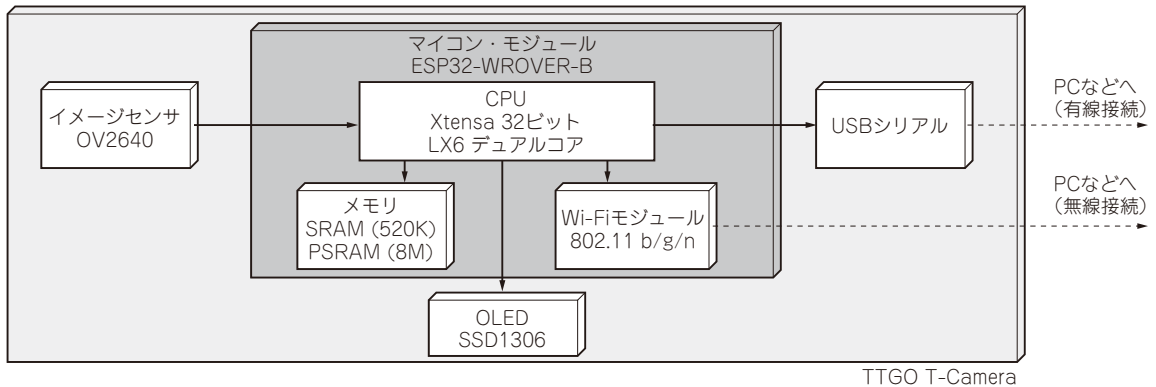 マイコン・モジュール
ESP32-WROVER-B
イメージセンサ
OV2640
CPU
Xtensa 32ビット
LX6 デュアルコア
USBシリアル
PCなどへ
（有線接続）
メモリ
SRAM (520K)
PSRAM (8M)
Wi-Fiモジュール
802.11 b/g/n
PCなどへ
（無線接続）
OLED
SSD1306
TTGO T-Camera